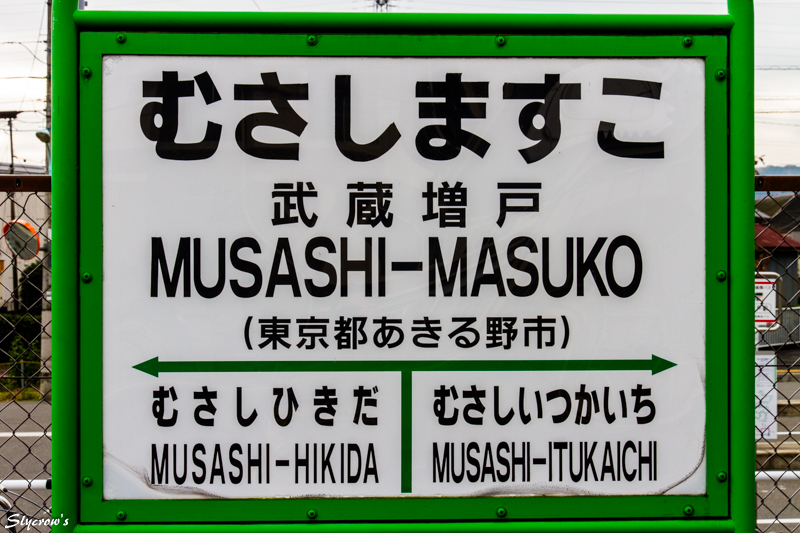 むさしますこ
武蔵増戸
MUSASHI-MASUKO
(東京都あきる野市)
むさしひきだ
MUSASHI-HIKIDA
むさしいつかいち
MUSASHI-ITUKAICHI
Slycrow's